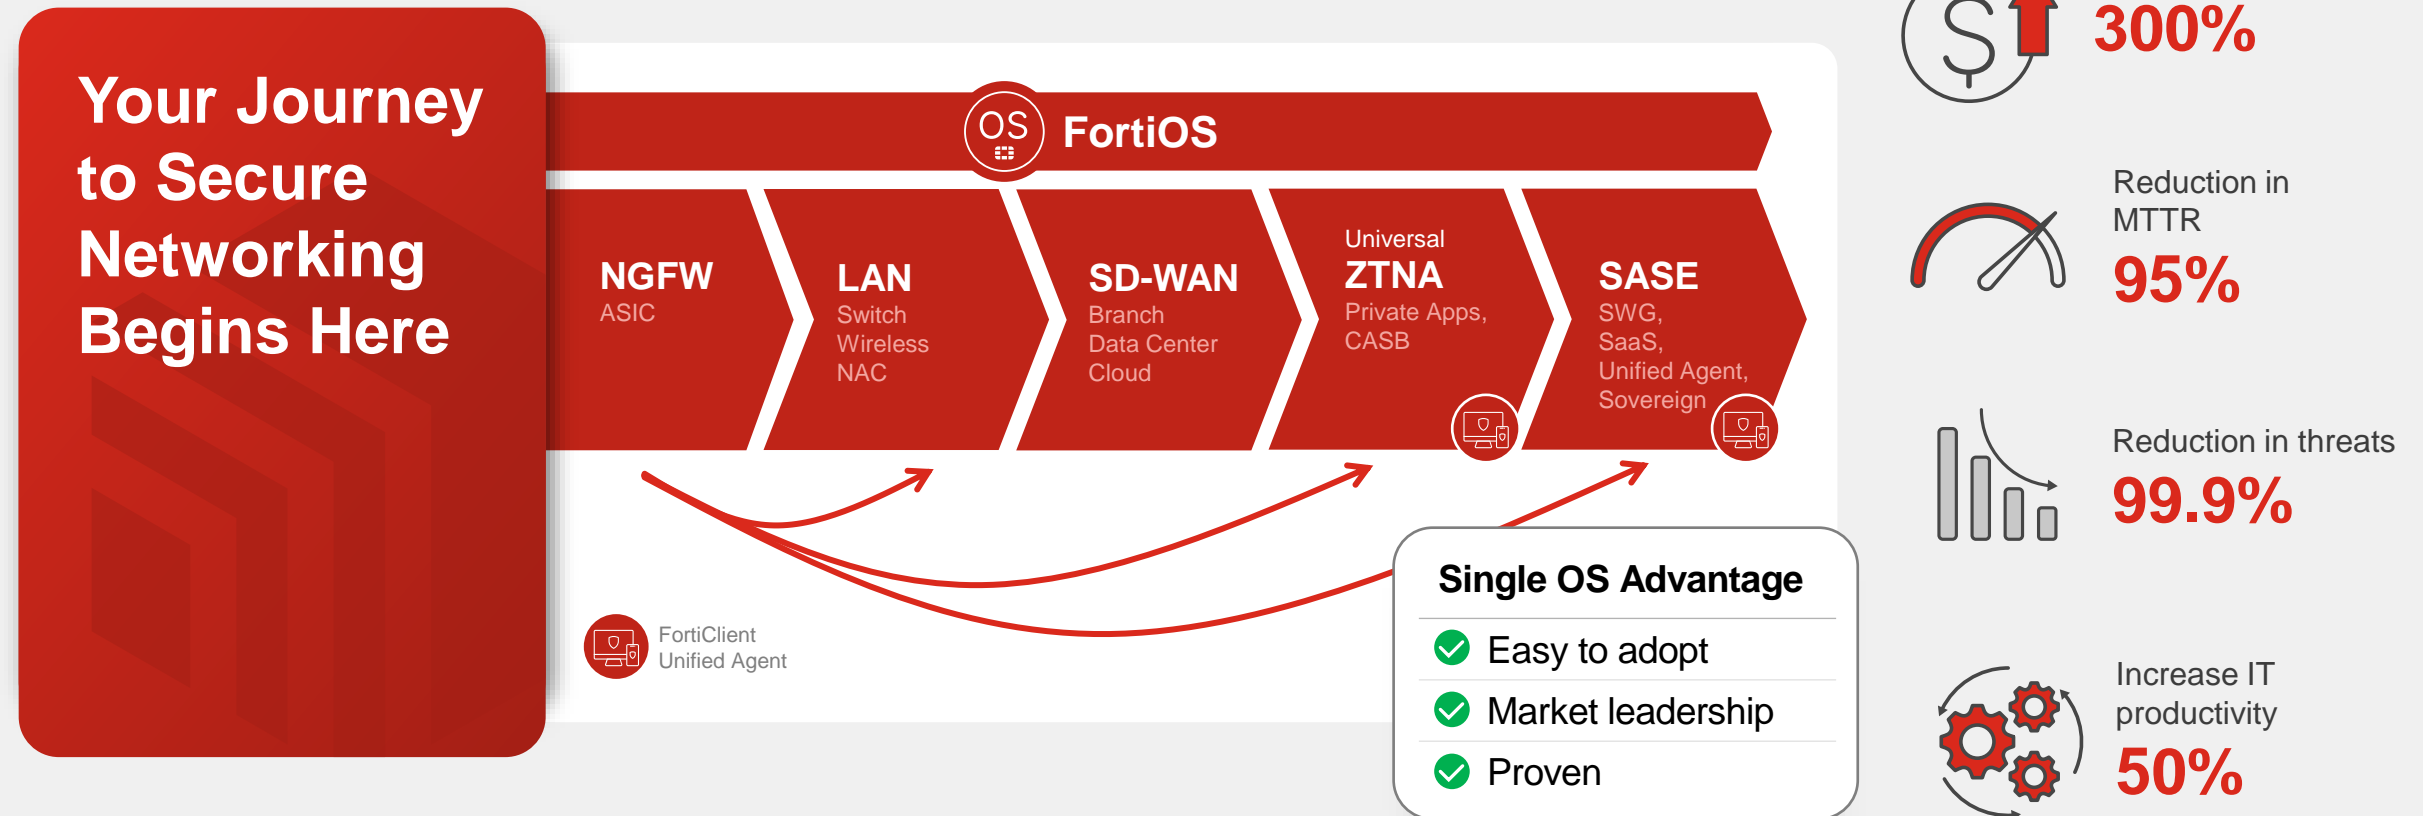 Your Journey
to Secure
Networking
Begins Here
OS
FortiOS
NGFW
ASIC
LAN
Switch
Wireless
NAC
SD-WAN
Branch
Data Center
Cloud
Universal
ZTNA
Private Apps,
CASB
SASE
SWG,
SaaS,
Unified Agent,
Sovereign
FortiClient
Unified Agent
Single OS Advantage
Easy to adopt
Market leadership
Proven
$
300%
Reduction in
MTTR
95%
Reduction in threats
99.9%
Increase IT
productivity
50%